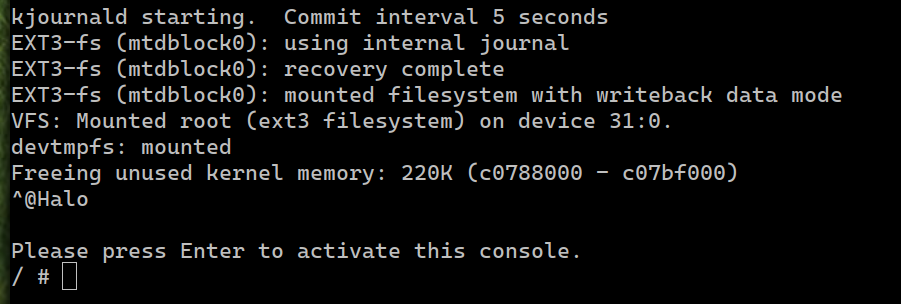 kjournald starting.  Commit interval 5 seconds
EXT3-fs (mtdblock0): using internal journal
EXT3-fs (mtdblock0): recovery complete
EXT3-fs (mtdblock0): mounted filesystem with writeback data mode
VFS: Mounted root (ext3 filesystem) on device 31:0.
devtmpfs: mounted
Freeing unused kernel memory: 220K (c0788000 - c07bf000)
^@Halo
Please press Enter to activate this console.
/ #